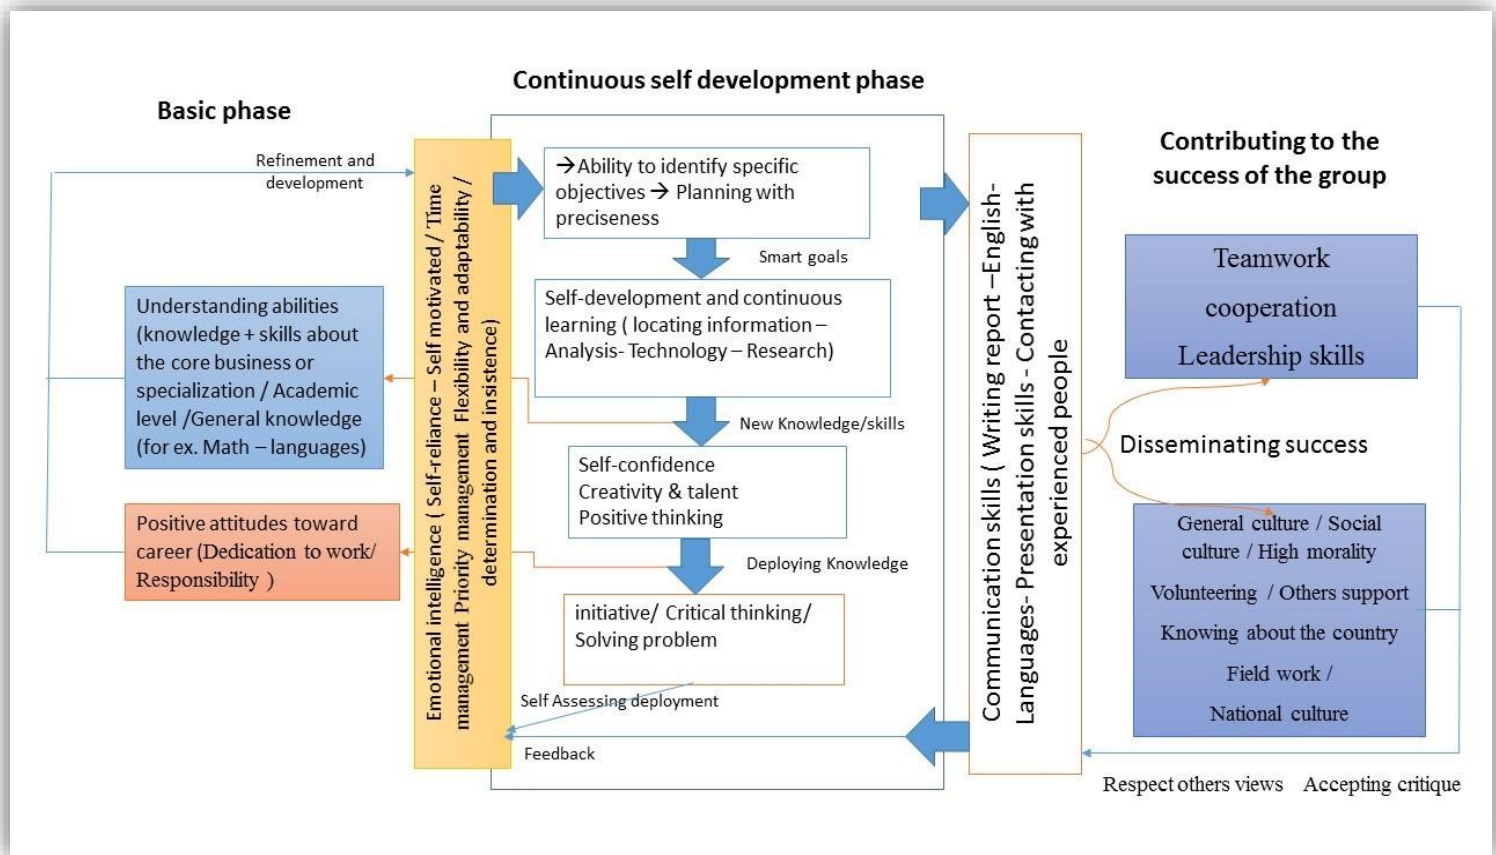 Basic phase
Refinement and
development
Understanding abilities
(knowledge + skills about
the core business or
specialization / Academic
level /General knowledge
(for ex. Math – languages)
Positive attitudes toward
career (Dedication to work/
Responsibility )
Emotional intelligence ( Self-reliance – Self motivated / Time
management Priority management Flexibility and adaptability /
determination and insistence)
Continuous self development phase
→Ability to identify specific
objectives → Planning with
preciseness
Smart goals
Self-development and continuous
learning ( locating information –
Analysis- Technology – Research)
New Knowledge/skills
Self-confidence
Creativity & talent
Positive thinking
Deploying Knowledge
initiative/ Critical thinking/
Solving problem
Self Assessing deployment
Feedback
Communication skills ( Writing report –English-
Languages- Presentation skills - Contacting with
experienced people
Contributing to the
success of the group
Teamwork
cooperation
Leadership skills
Disseminating success
General culture / Social
culture / High morality
Volunteering / Others support
Knowing about the country
Field work /
National culture
Respect others views Accepting critique